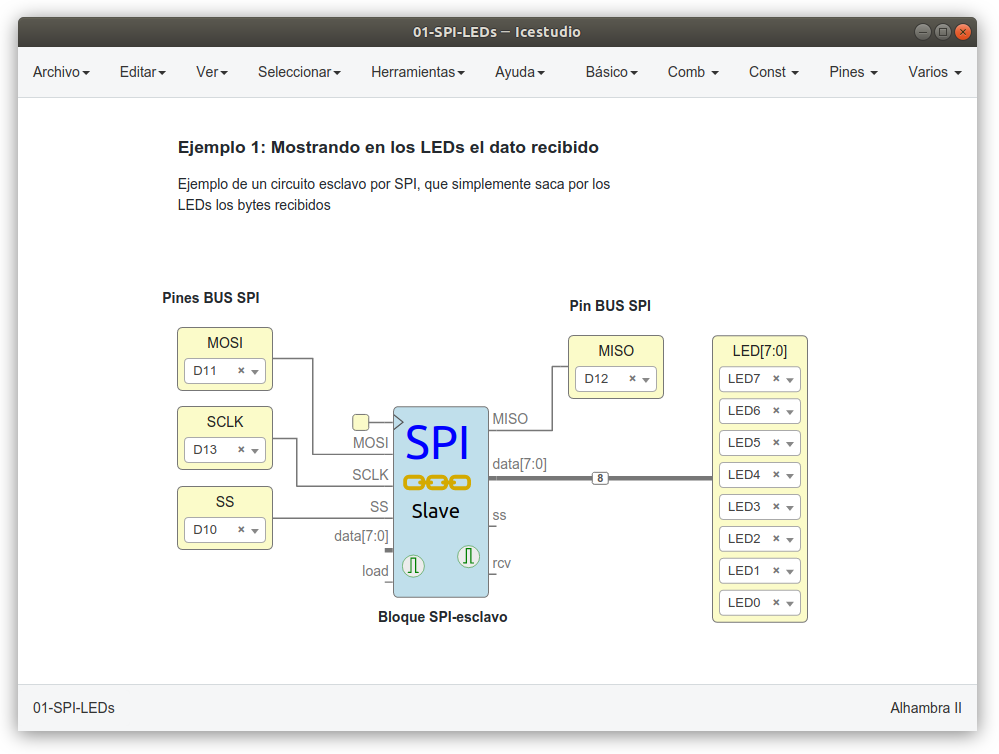 01-SPI-LEDs — Icestudio
Archivo Editar Ver Seleccionar Herramientas Ayuda Básico Comb Const Pines Varios
Ejemplo 1: Mostrando en los LEDs el dato recibido
Ejemplo de un circuito esclavo por SPI, que simplemente saca por los
LEDs los bytes recibidos
Pines BUS SPI
MOSI
D11
SCLK
D13
SS
D10
MOSI
SCLK
SS
data[7:0]
load
SPI
Slave
Bloque SPI-esclavo
MISO
data[7:0]
ss
rcv
8
Pin BUS SPI
MISO
D12
LED[7:0]
LED7
LED6
LED5
LED4
LED3
LED2
LED1
LED0
01-SPI-LEDs
Alhambra II